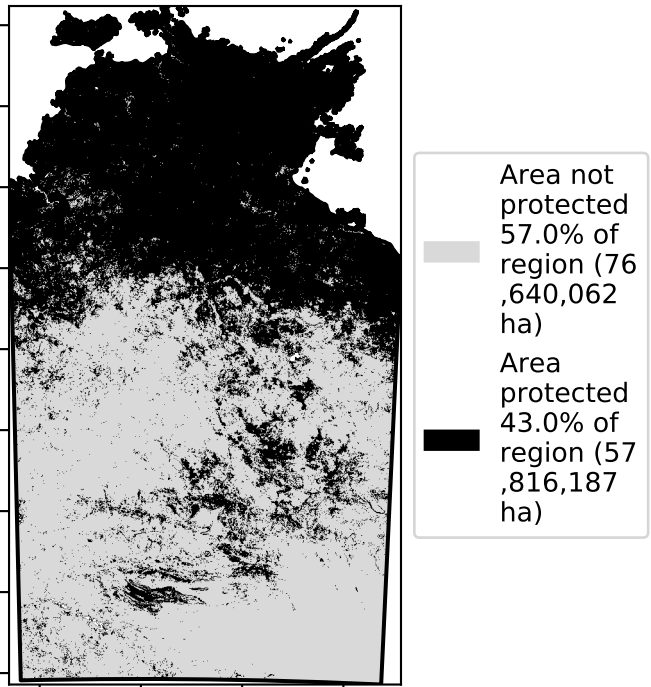 Area not
protected
57.0% of
region (76
,640,062
ha)
Area
protected
43.0% of
region (57
,816,187
ha)